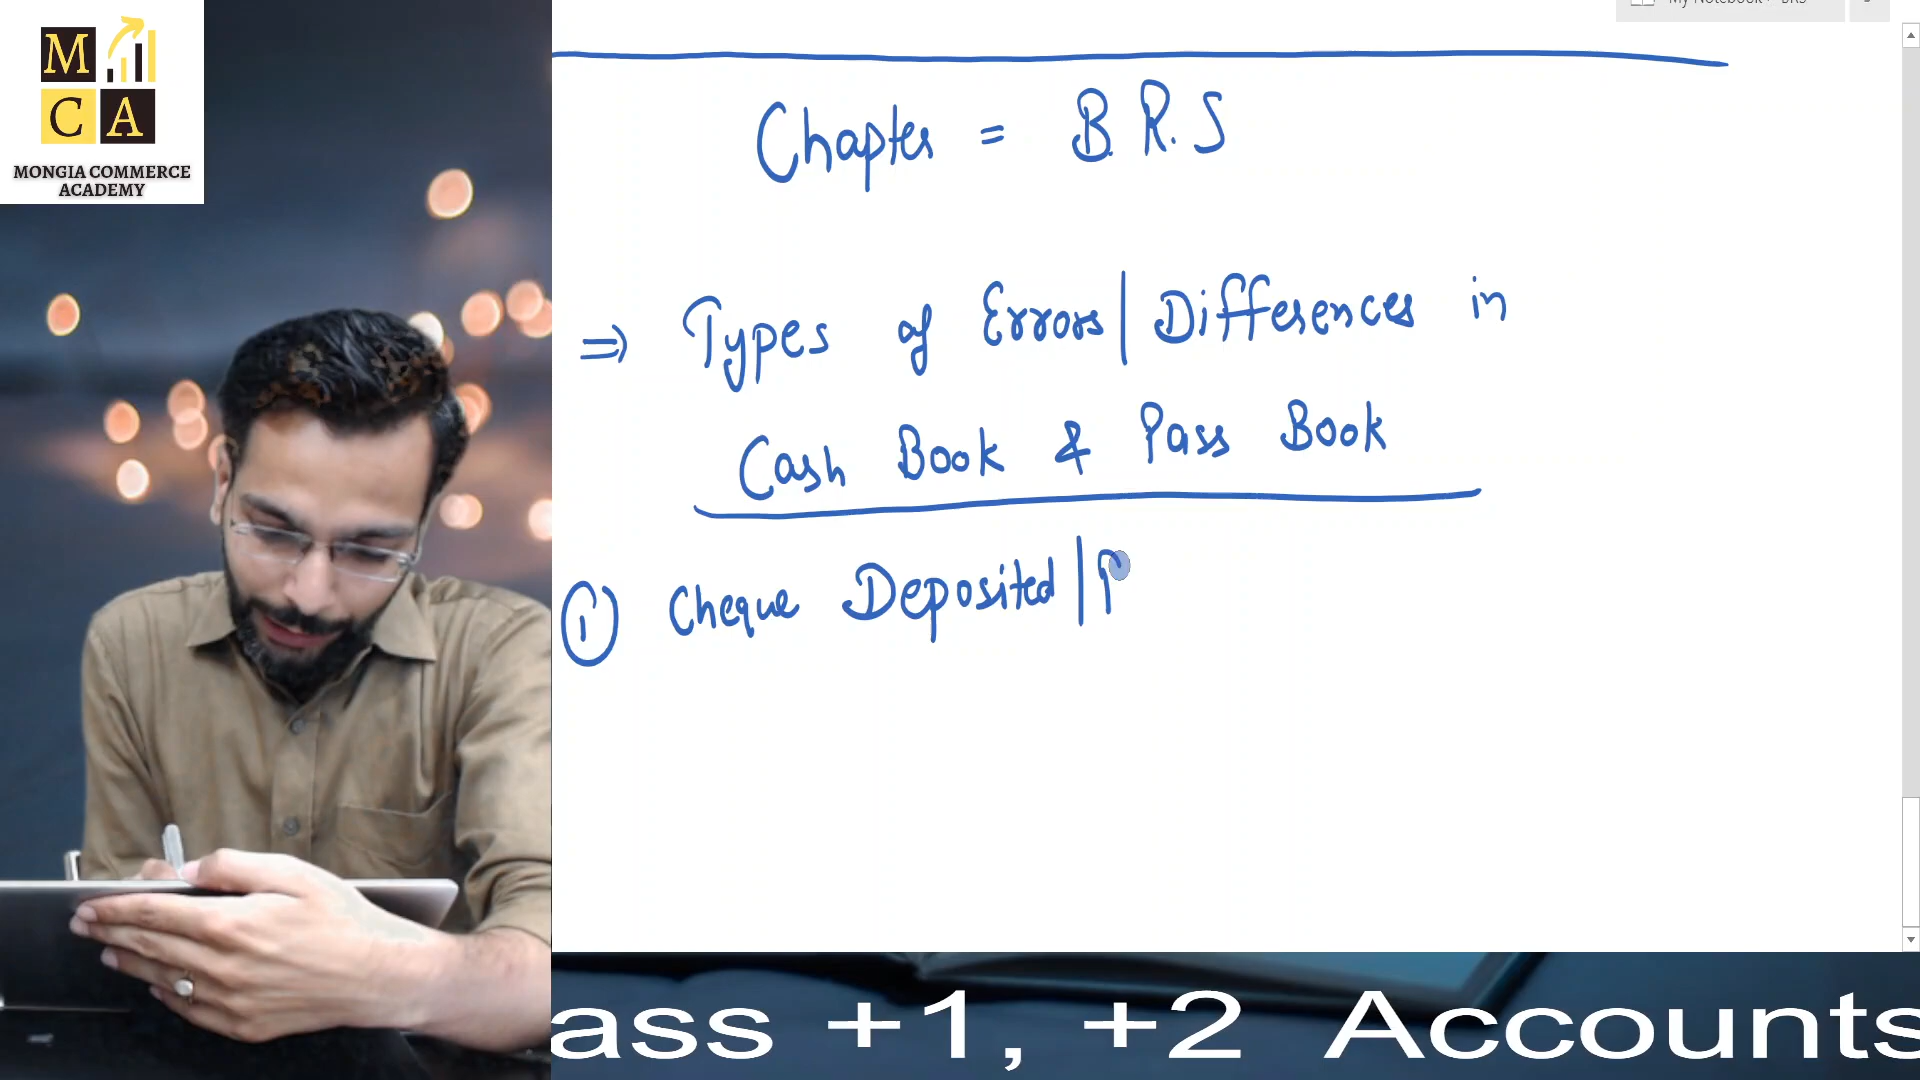 M
C A
MONGIA COMMERCE
ACADEMY
Chapter = B.R.S
⇒ Types of Errors | Differences in
Cash Book & Pass Book
① Cheque Deposited | P
ass +1, +2 Accounts